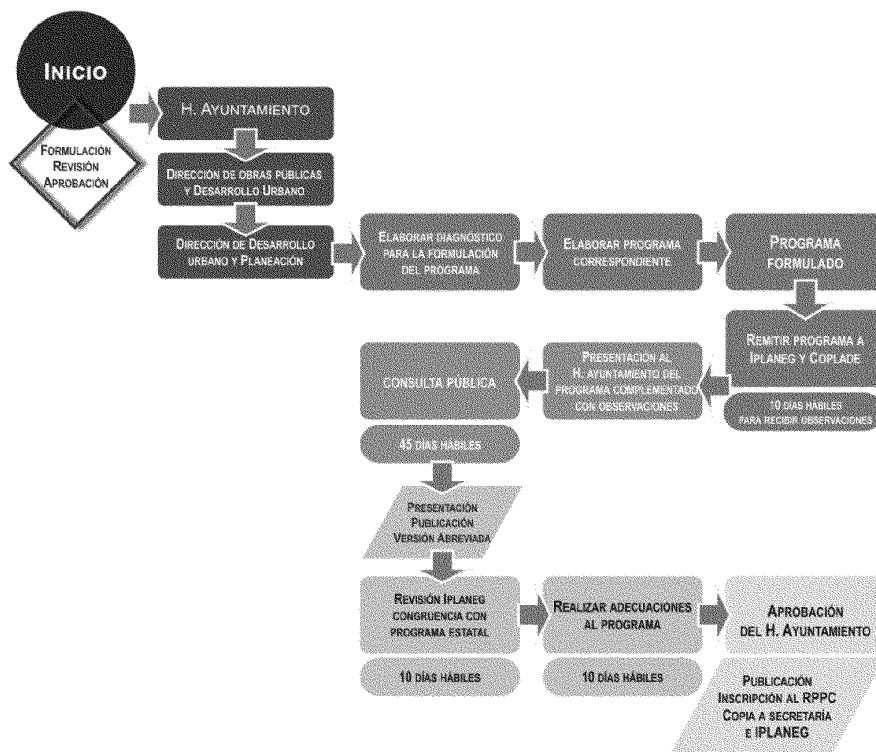 INICIO
FORMULACIÓN
REVISIÓN
APROBACIÓN
H. AYUNTAMIENTO
DIRECCIÓN DE OBRAS PÚBLICAS
Y DESARROLLO URBANO
DIRECCIÓN DE DESARROLLO
URBANO Y PLANEACIÓN
ELABORAR DIAGNÓSTICO
PARA LA FORMULACIÓN
DEL PROGRAMA
ELABORAR PROGRAMA
CORRESPONDIENTE
PROGRAMA
FORMULADO
REMITIR PROGRAMA A
IPLANEG Y COPLADE
10 DÍAS HÁBILES
PARA RECIBIR OBSERVACIONES
PRESENTACIÓN AL
H. AYUNTAMIENTO DEL
PROGRAMA COMPLEMENTADO
CON OBSERVACIONES
CONSULTA PÚBLICA
45 DÍAS HÁBILES
PRESENTACIÓN
PUBLICACIÓN
VERSIÓN ABREVIADA
REVISIÓN IPLANEG
CONGRUENCIA CON
PROGRAMA ESTATAL
10 DÍAS HÁBILES
REALIZAR ADECUACIONES
AL PROGRAMA
10 DÍAS HÁBILES
APROBACIÓN
DEL H. AYUNTAMIENTO
PUBLICACIÓN
INSCRIPCIÓN AL RPPC
COPIA A SECRETARÍA
E IPLANEG